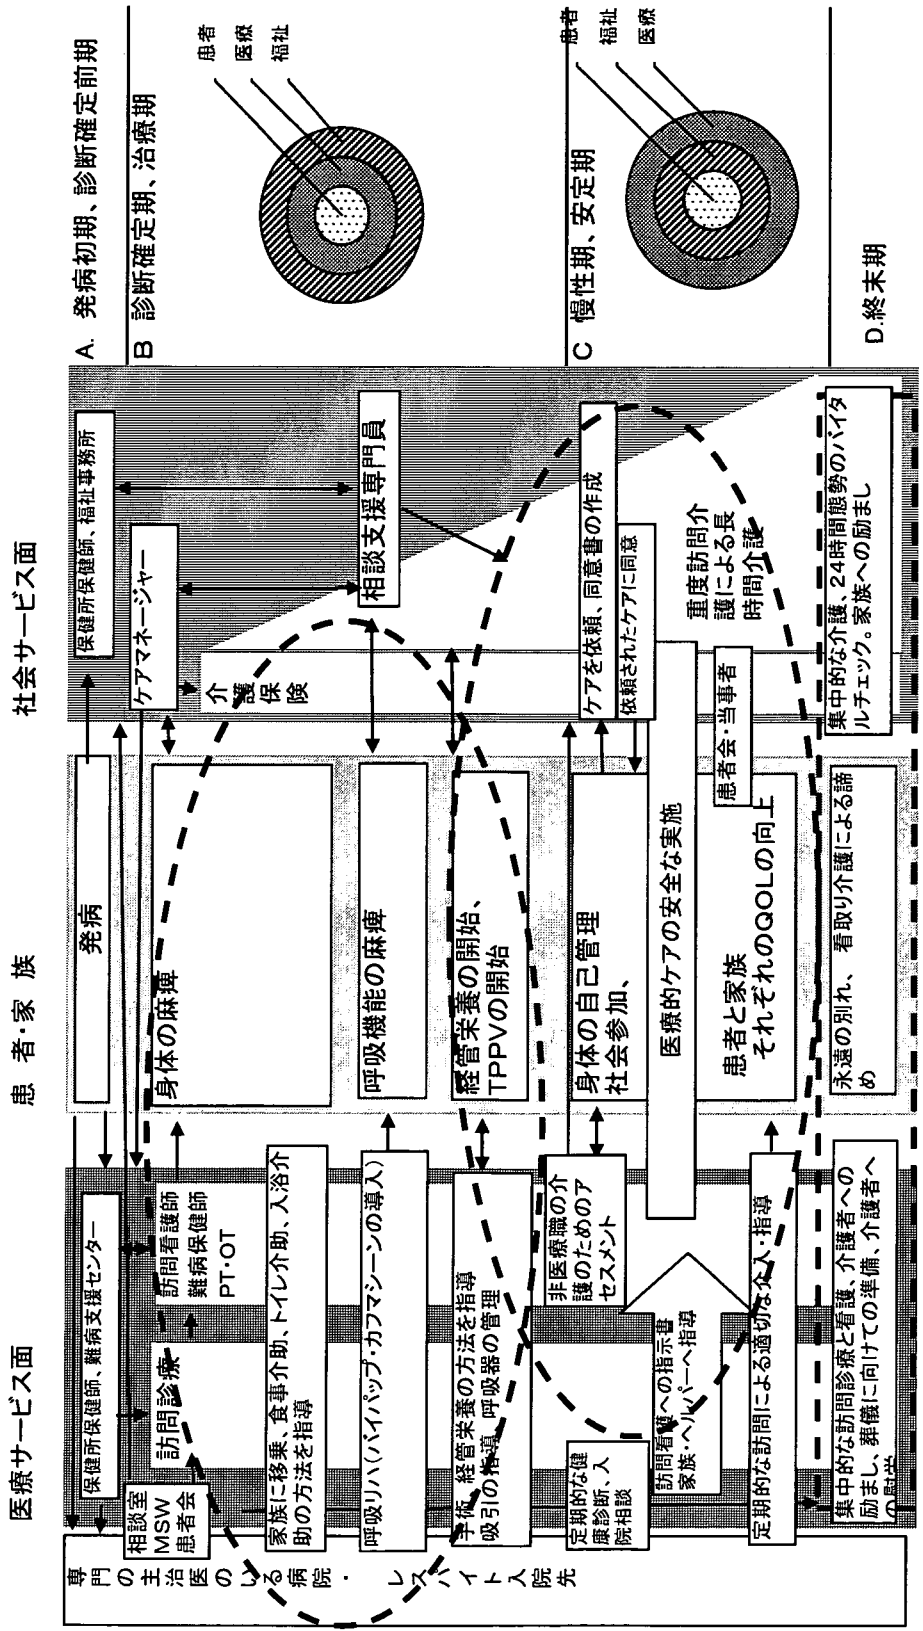 医療サービス面
患者・家族
社会サービス面
専門の主治医のいる病院・ レスパイト入院先
保健所保健師、難病支援センター
発病
保健所保健師、福祉事務所
A. 発病初期、診断確定前期
相談室
MSW
患者会
訪問診療
訪問看護師
難病保健師
PT・OT
身体の麻痺
ケアマネージャー
介護保険
B 診断確定期、治療期
家族に移乗、食事介助、トイレ介助、入浴介
助の方法を指導
患者
医療
福祉
呼吸リハ(バイパップ・カフマシーンの導入)
呼吸機能の麻痺
相談支援専門員
手術、経管栄養の方法を指導
吸引の指導、呼吸器の管理
経管栄養の開始、
TPPVの開始
定期的な健
康診断、入
院相談
非医療職の介
護のためのア
セスメント
身体の自己管理
社会参加、
ケアを依頼、同意書の作成
依頼されたケアに同意
C 慢性期、安定期
訪問看護への指示書
家族・ヘルパーへ指導
医療的ケアの安全な実施
重度訪問介
護による長
時間介護
患者会・当事者
患者と家族
それぞれのQOLの向上
定期的な訪問による適切な介入・指導
患者
福祉
医療
集中的な訪問診療と看護、介護者への
励まし、葬儀に向けての準備、介護者へ
永遠の別れ、 看取り介護による諦
め
集中的な介護、24時間態勢のバイタ
ルチェック。家族への励まし
D.終末期